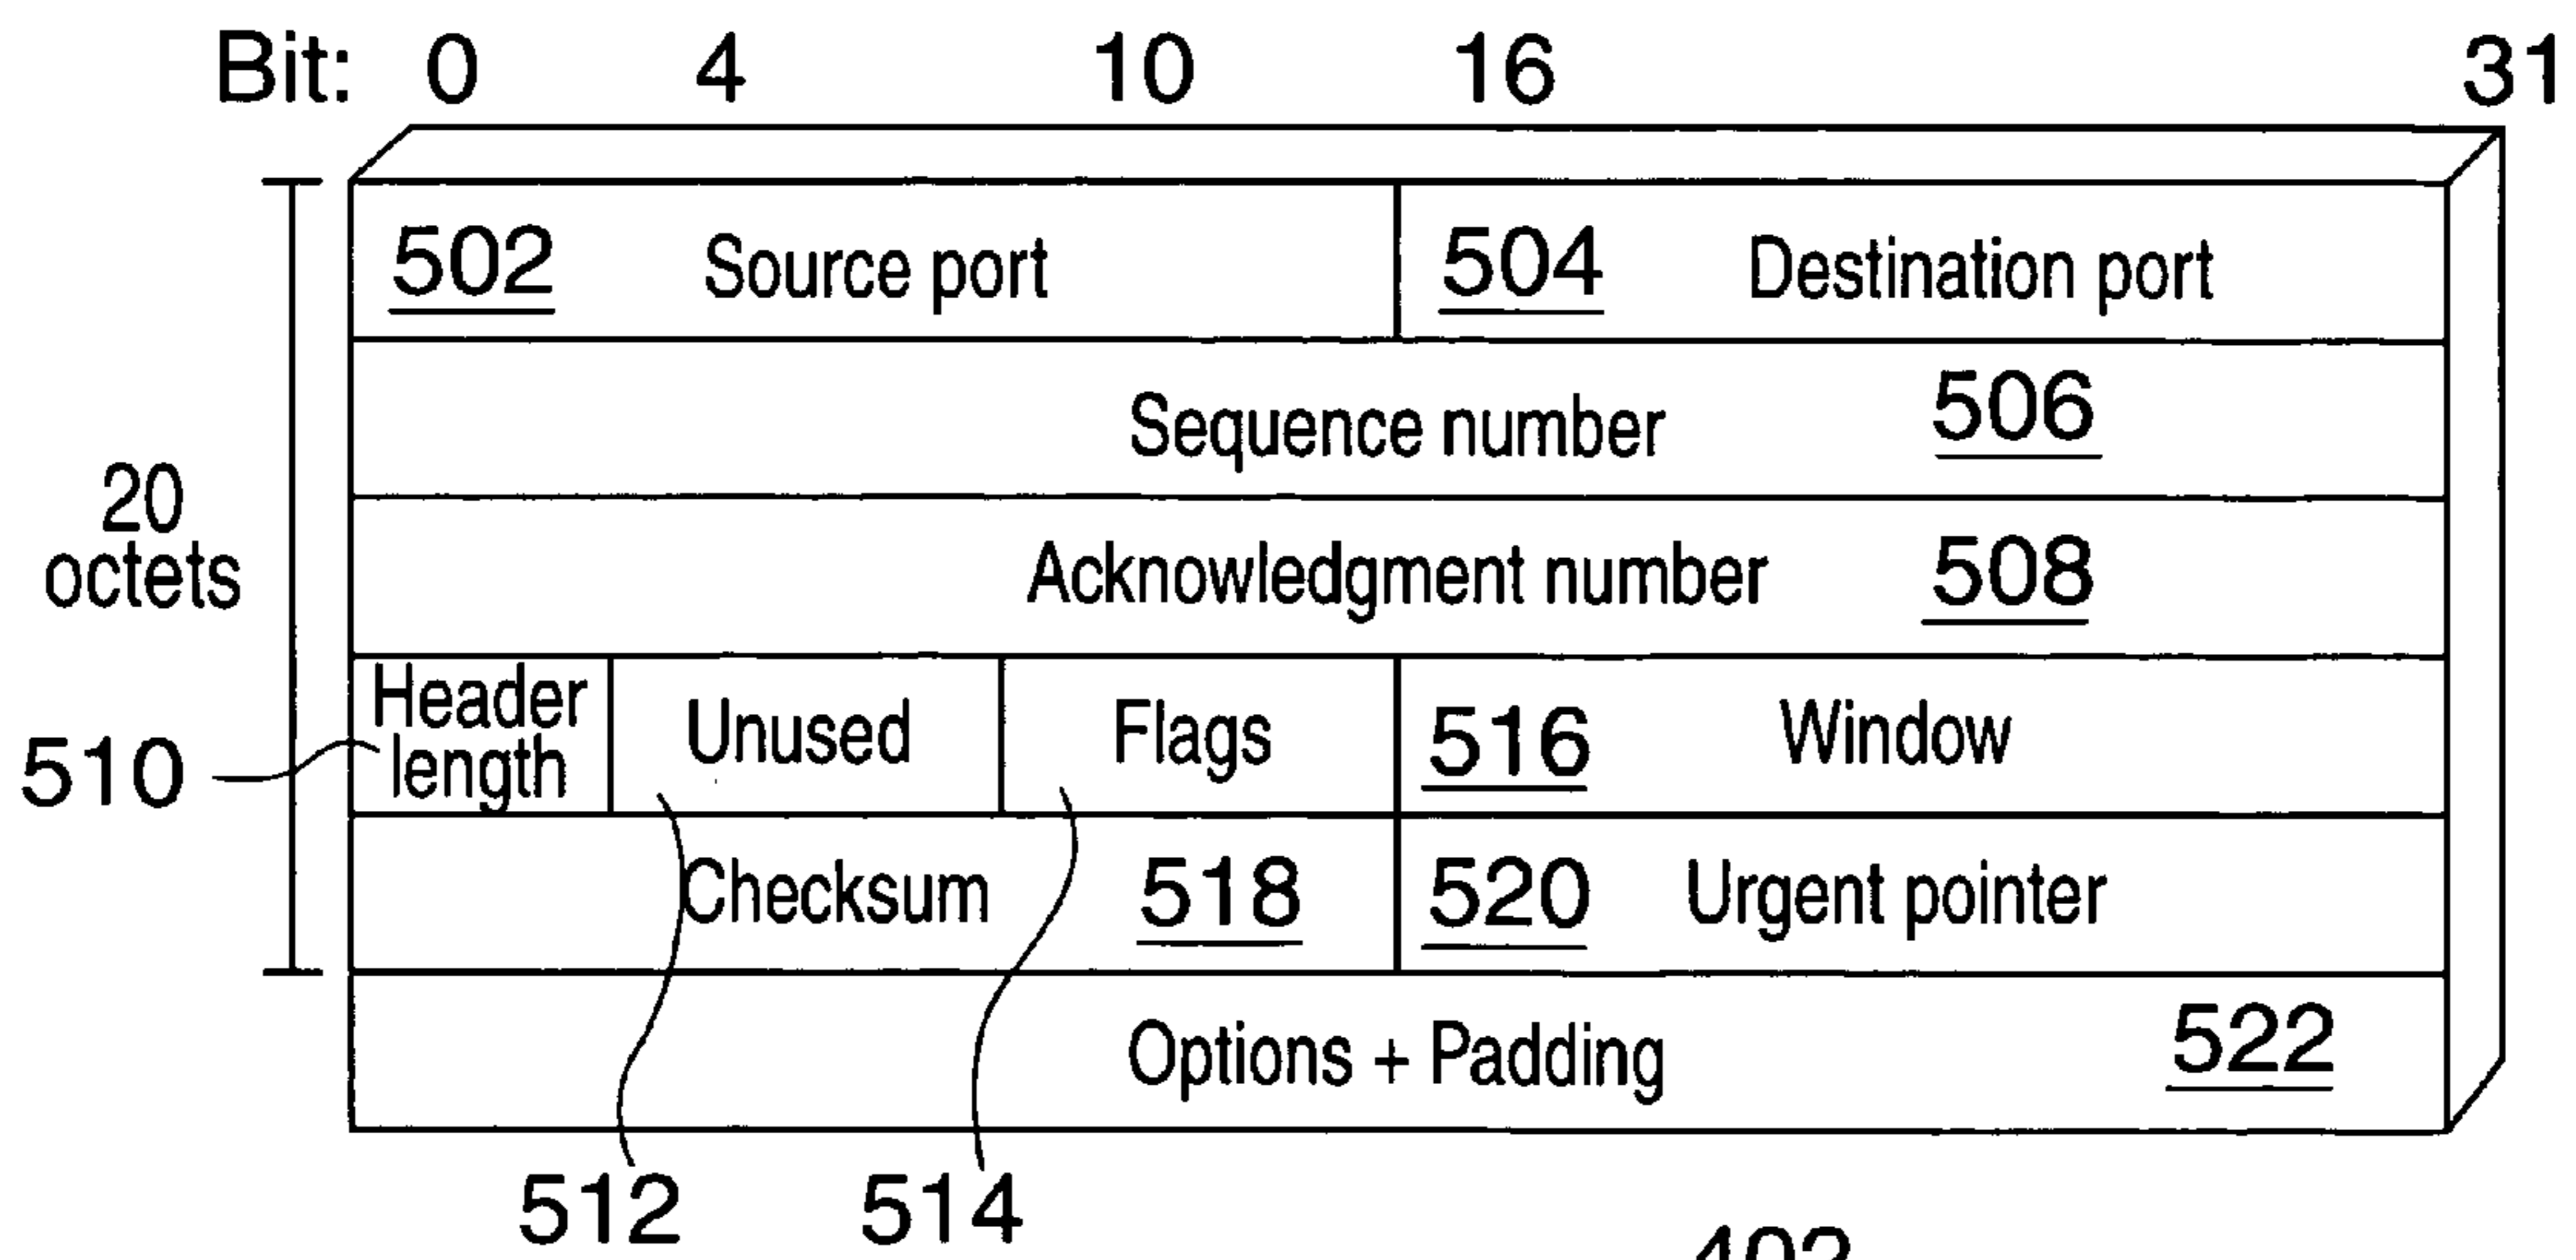 Bit: 0 4 10 16 31
502 Source port 504 Destination port
Sequence number 506
20
octets
Acknowledgment number 508
510
Header
length
Unused
Flags
516 Window
Checksum 518 520 Urgent pointer
Options + Padding 522
512 514
402